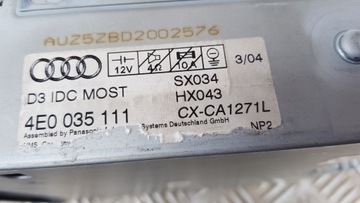 AUZ5ZBD2002576
12V 4Ω 10A 3/04
D3 IDC MOST SX034
HX043
4E0 035 111 CX-CA1271L
Assembled by Panasonic Systems Deutschland GmbH NP2